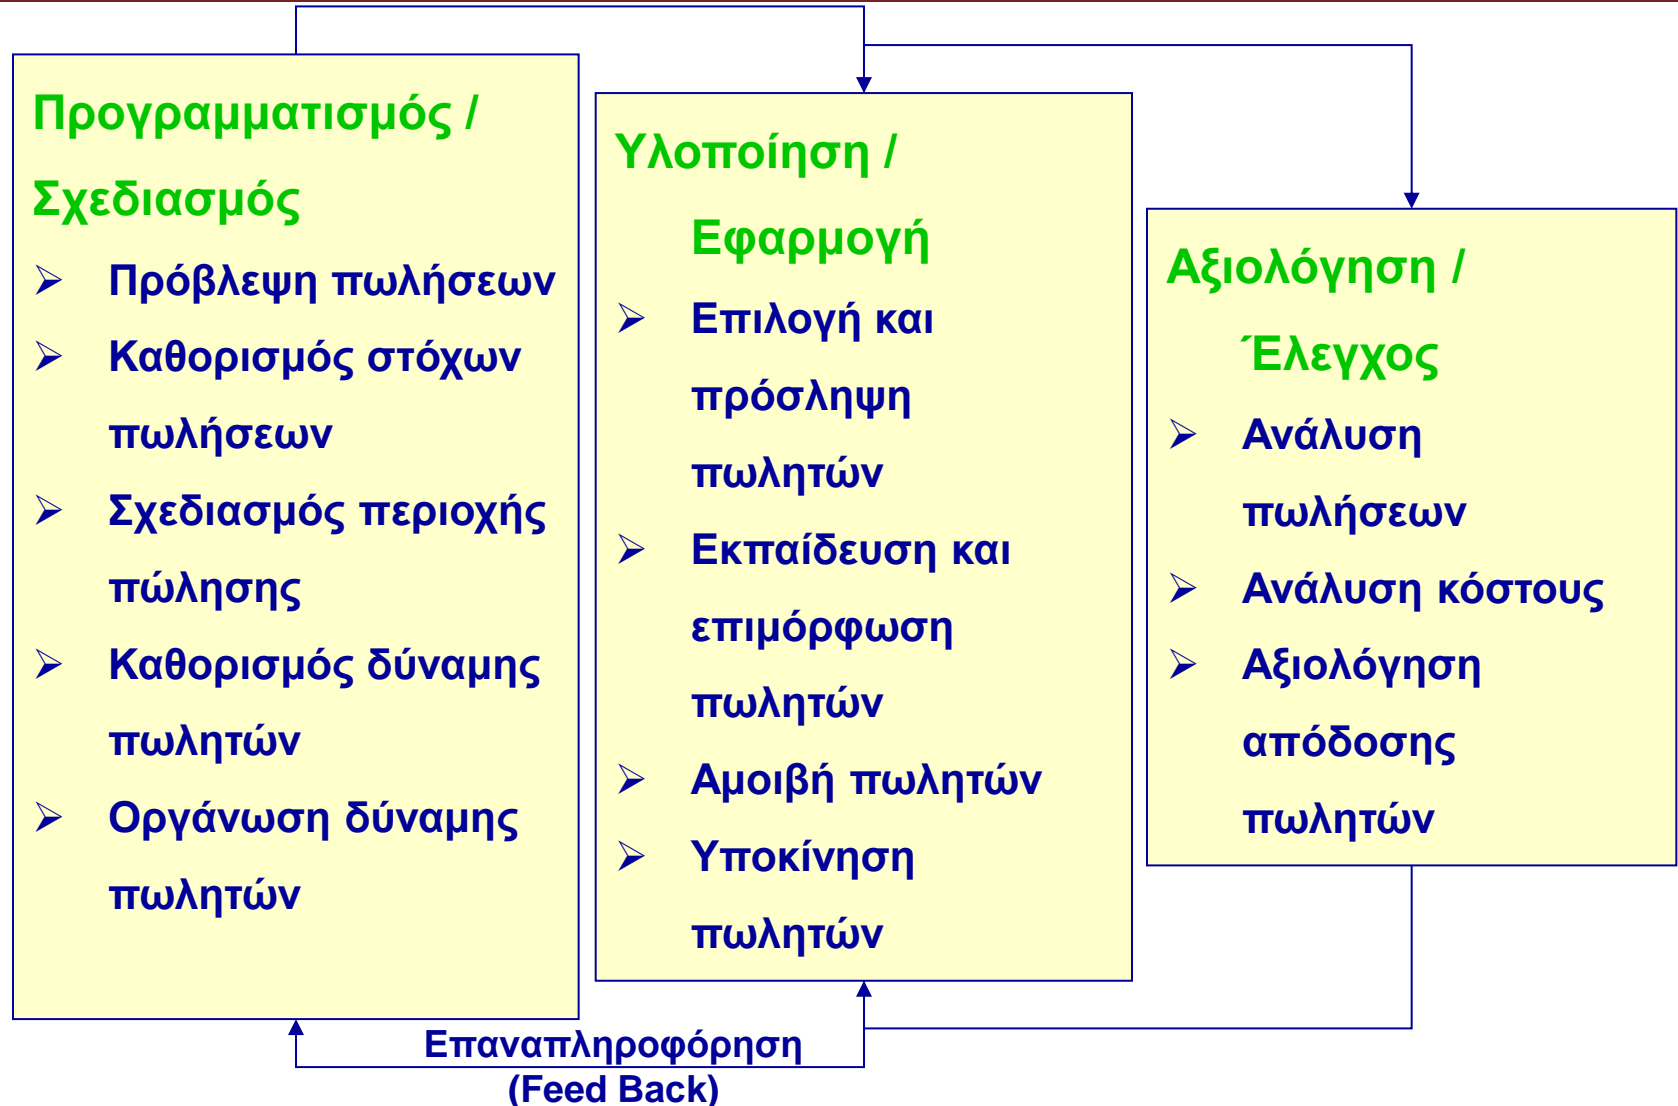 Προγραμματισμός /
Σχεδιασμός
➢ Πρόβλεψη πωλήσεων
➢ Καθορισμός στόχων
πωλήσεων
➢ Σχεδιασμός περιοχής
πώλησης
➢ Καθορισμός δύναμης
πωλητών
➢ Οργάνωση δύναμης
πωλητών
Υλοποίηση /
Εφαρμογή
➢ Επιλογή και
πρόσληψη
πωλητών
➢ Εκπαίδευση και
επιμόρφωση
πωλητών
➢ Αμοιβή πωλητών
➢ Υποκίνηση
πωλητών
Αξιολόγηση /
Έλεγχος
➢ Ανάλυση
πωλήσεων
➢ Ανάλυση κόστους
➢ Αξιολόγηση
απόδοσης
πωλητών
Επαναπληροφόρηση
(Feed Back)